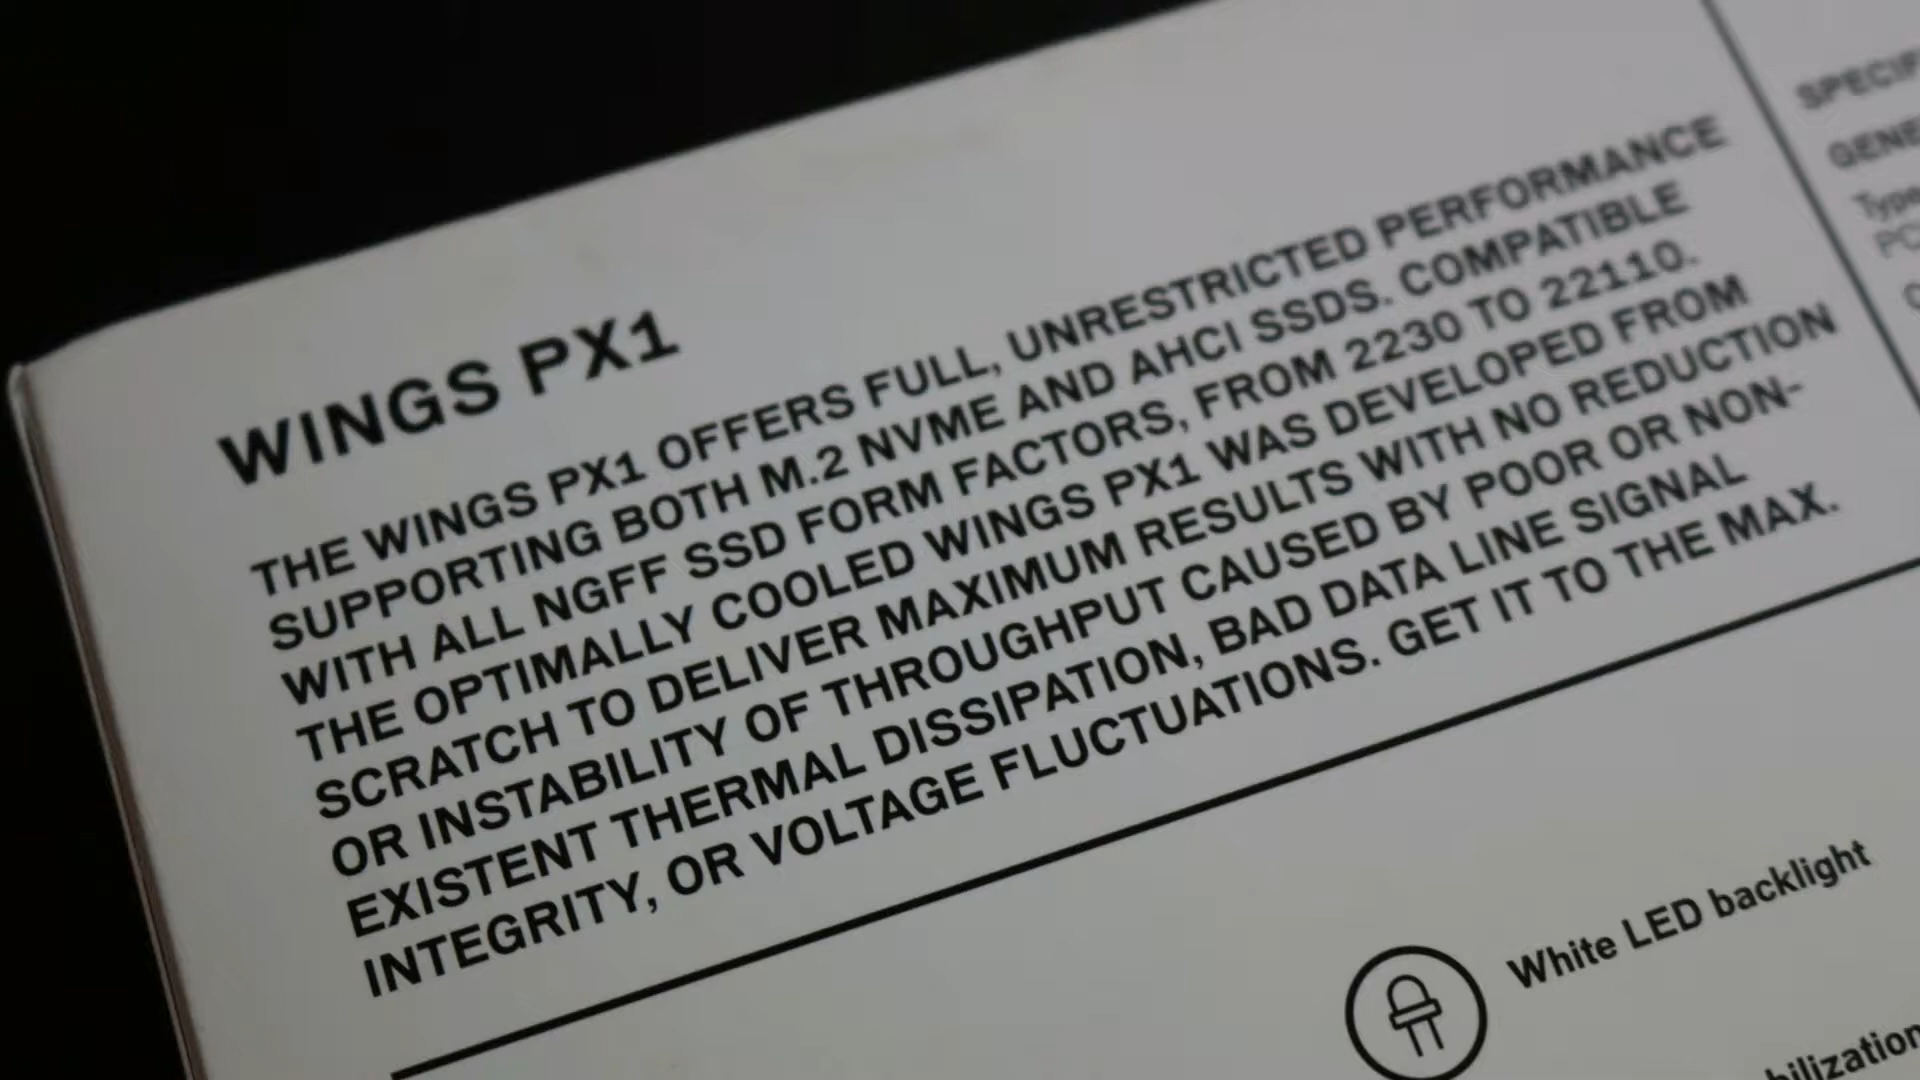 WINGS PX1
THE WINGS PX1 OFFERS FULL, UNRESTRICTED PERFORMANCE
SUPPORTING BOTH M.2 NVME AND AHCI SSDS. COMPATIBLE
WITH ALL NGFF SSD FORM FACTORS, FROM 2230 TO 22110.
THE OPTIMALLY COOLED WINGS PX1 WAS DEVELOPED FROM
SCRATCH TO DELIVER MAXIMUM RESULTS WITH NO REDUCTION
OR INSTABILITY OF THROUGHPUT CAUSED BY POOR OR NON-
EXISTENT THERMAL DISSIPATION, BAD DATA LINE SIGNAL
INTEGRITY, OR VOLTAGE FLUCTUATIONS. GET IT TO THE MAX.
White LED backlight